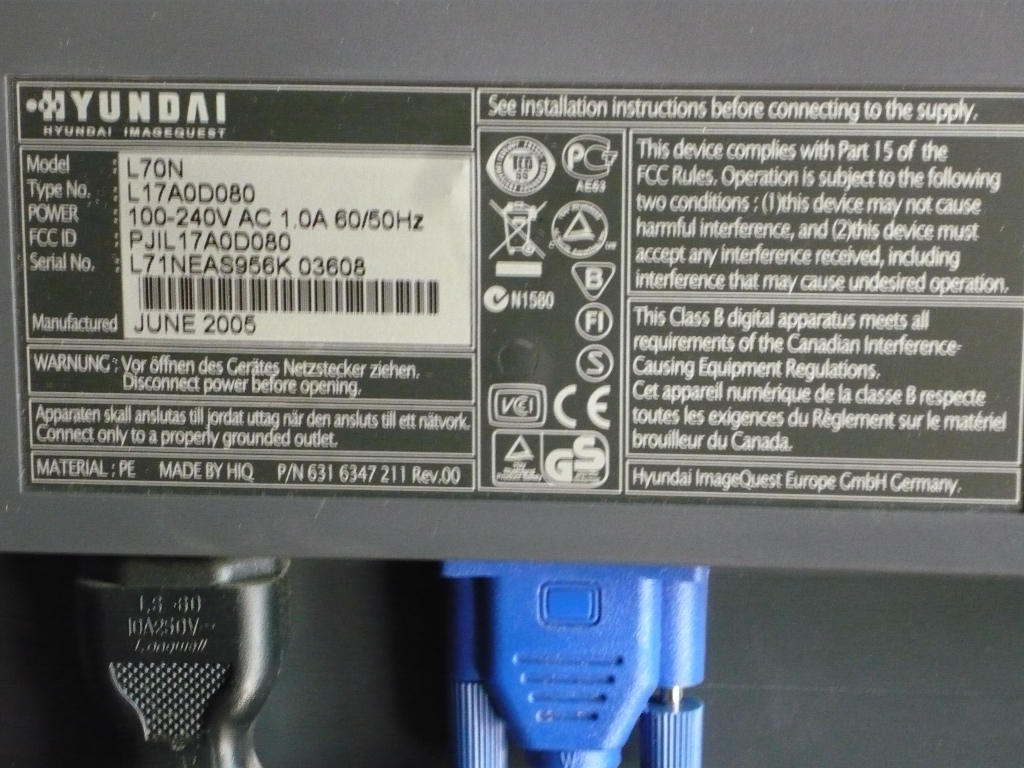 HYUNDAI
HYUNDAI IMAGEQUEST
Model : L70N
Type No. : L17A0D080
POWER : 100-240V AC 1.0A 60/50Hz
FCC ID : PJIL17A0D080
Serial No. : L71NEAS956K 03608
Manufactured : JUNE 2005
WARNUNG : Vor öffnen des Gerätes Netzstecker ziehen.
Disconnect power before opening.
Apparaten skall anslutas till jordat uttag när den ansluts till ett nätvork.
Connect only to a properly grounded outlet.
MATERIAL : PE MADE BY HIQ P/N 631 6347 211 Rev.00
See installation instructions before connecting to the supply.
TCO
99
PG
AE63
B
N1580
FI
S
VCI
CE
GS
This device complies with Part 15 of the
FCC Rules. Operation is subject to the following
two conditions : (1)this device may not cause
harmful interference, and (2)this device must
accept any interference received, including
interference that may cause undesired operation.
This Class B digital apparatus meets all
requirements of the Canadian Interference-
Causing Equipment Regulations.
Cet appareil numérique de la classe B respecte
toutes les exigences du Règlement sur le matériel
brouilleur du Canada.
Hyundai ImageQuest Europe GmbH Germany.
LS-60
10A250V~
Longwell